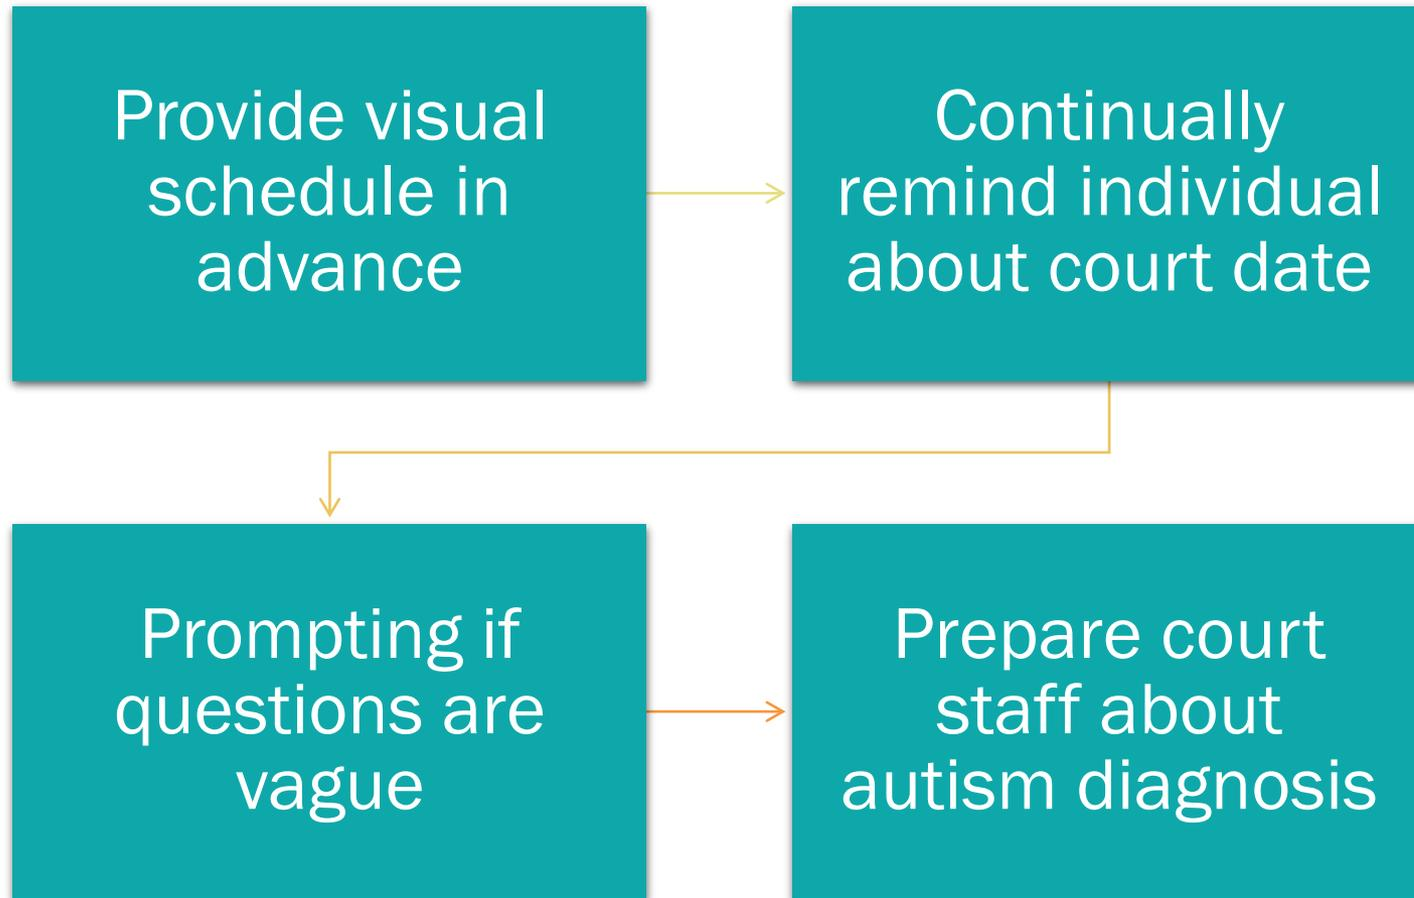 Provide visual
schedule in
advance
Continually
remind individual
about court date
Prompting if
questions are
vague
Prepare court
staff about
autism diagnosis